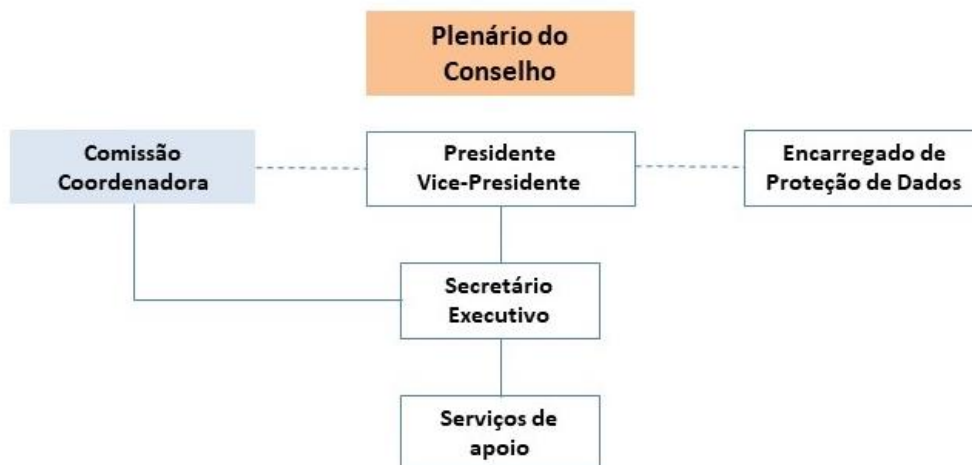 Plenário do
Conselho
Comissão
Coordenadora
Presidente
Vice-Presidente
Encarregado de
Proteção de Dados
Secretário
Executivo
Serviços de
apoio